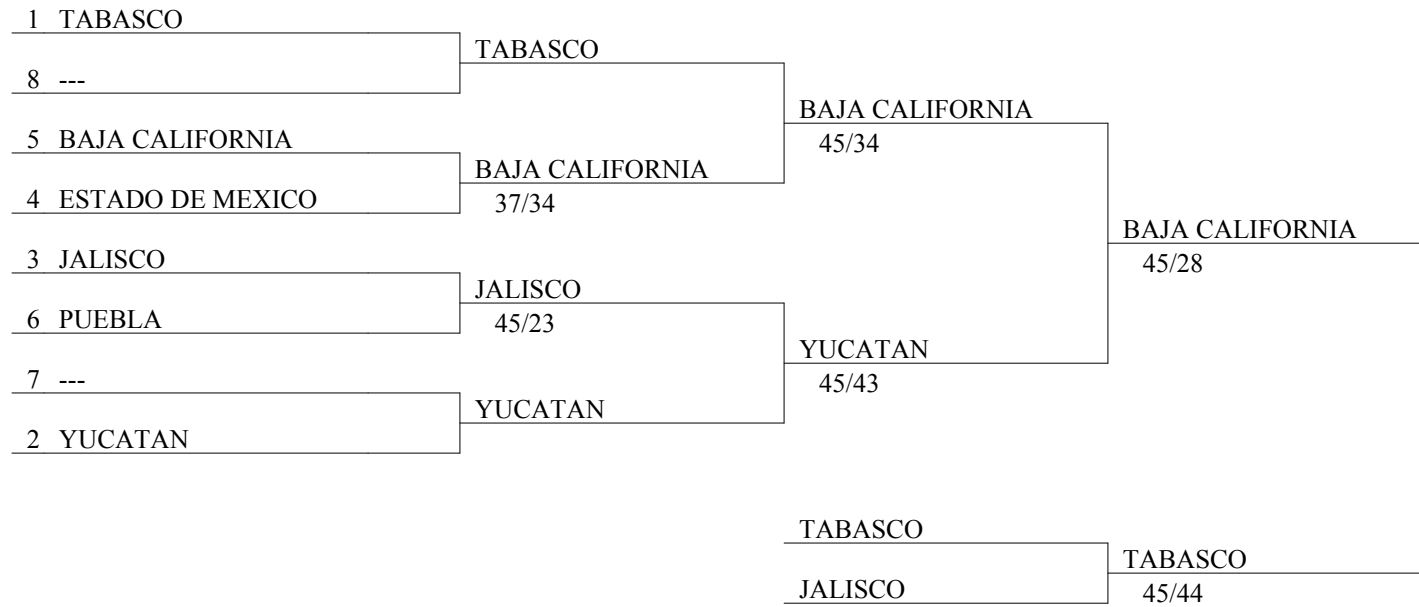 1 TABASCO
TABASCO
8 ---
BAJA CALIFORNIA
45/34
5 BAJA CALIFORNIA
BAJA CALIFORNIA
37/34
4 ESTADO DE MEXICO
BAJA CALIFORNIA
45/28
3 JALISCO
JALISCO
45/23
6 PUEBLA
YUCATAN
45/43
7 ---
YUCATAN
2 YUCATAN
TABASCO
TABASCO
45/44
JALISCO